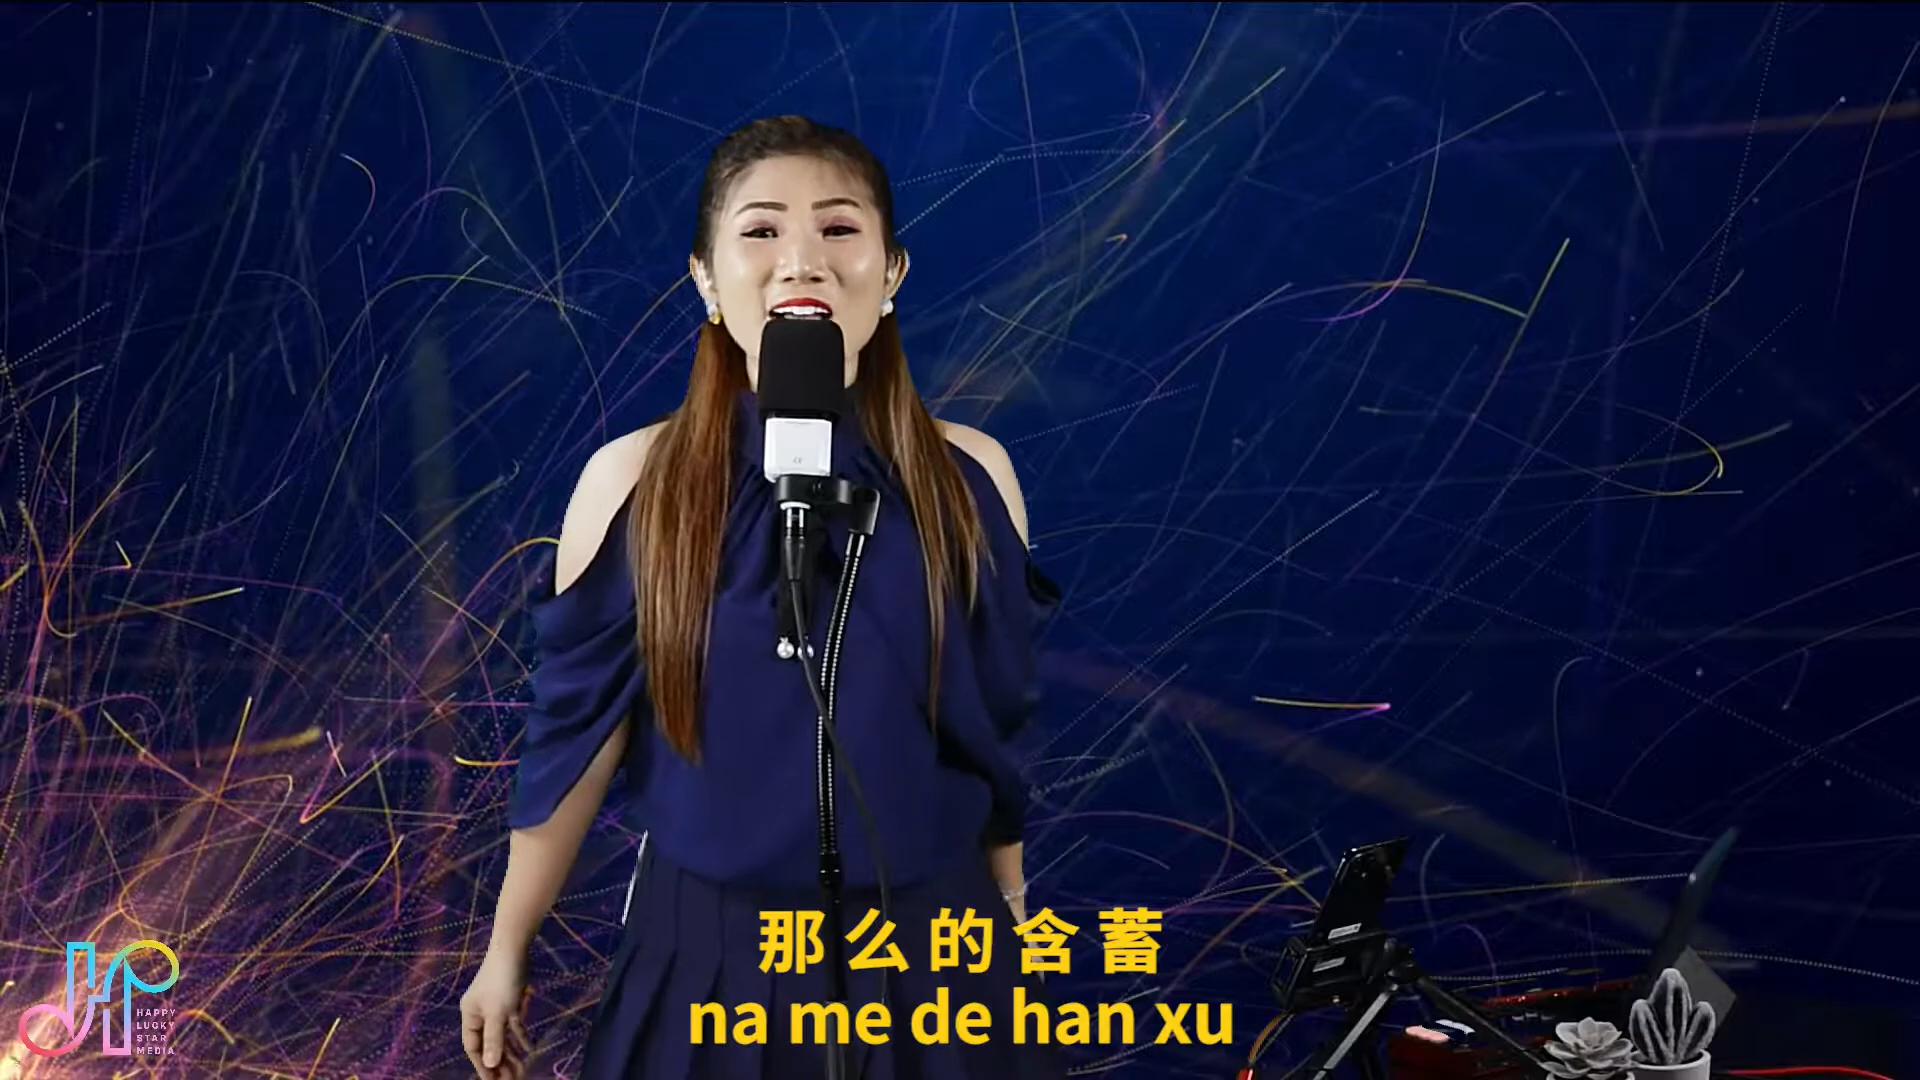 那么的含蓄
na me de han xu
HAPPY
LUCKY
STAR
MEDIA